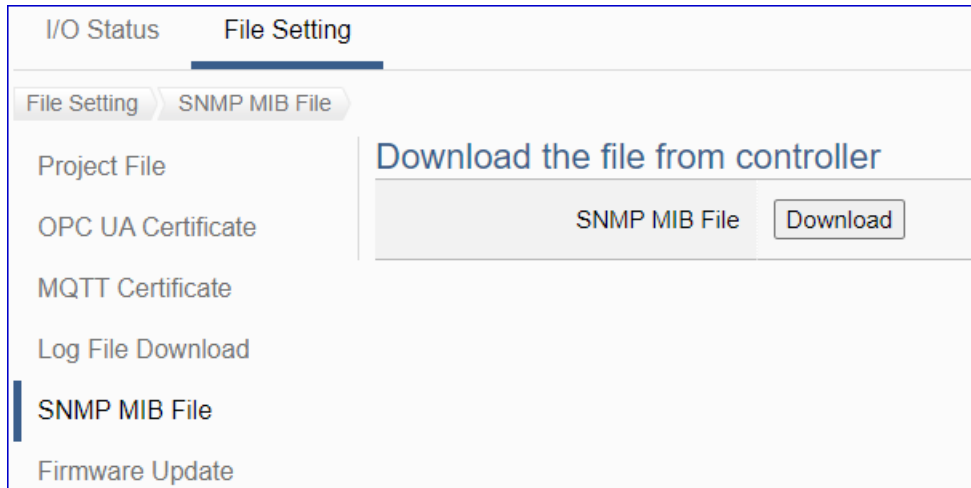 I/O Status File Setting
File Setting SNMP MIB File
Project File
OPC UA Certificate
MQTT Certificate
Log File Download
SNMP MIB File
Firmware Update
Download the file from controller
SNMP MIB File Download